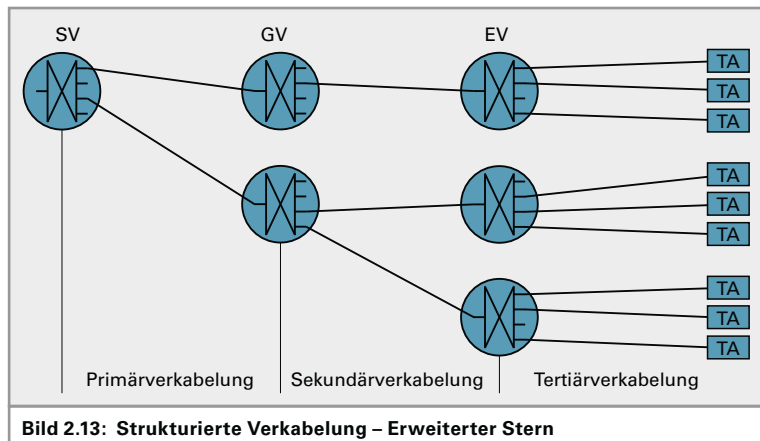 SV GV EV
TA
TA
TA
TA
TA
TA
TA
TA
TA
Primärverkabelung Sekundärverkabelung Tertiärverkabelung
Bild 2.13: Strukturierte Verkabelung – Erweiterter Stern